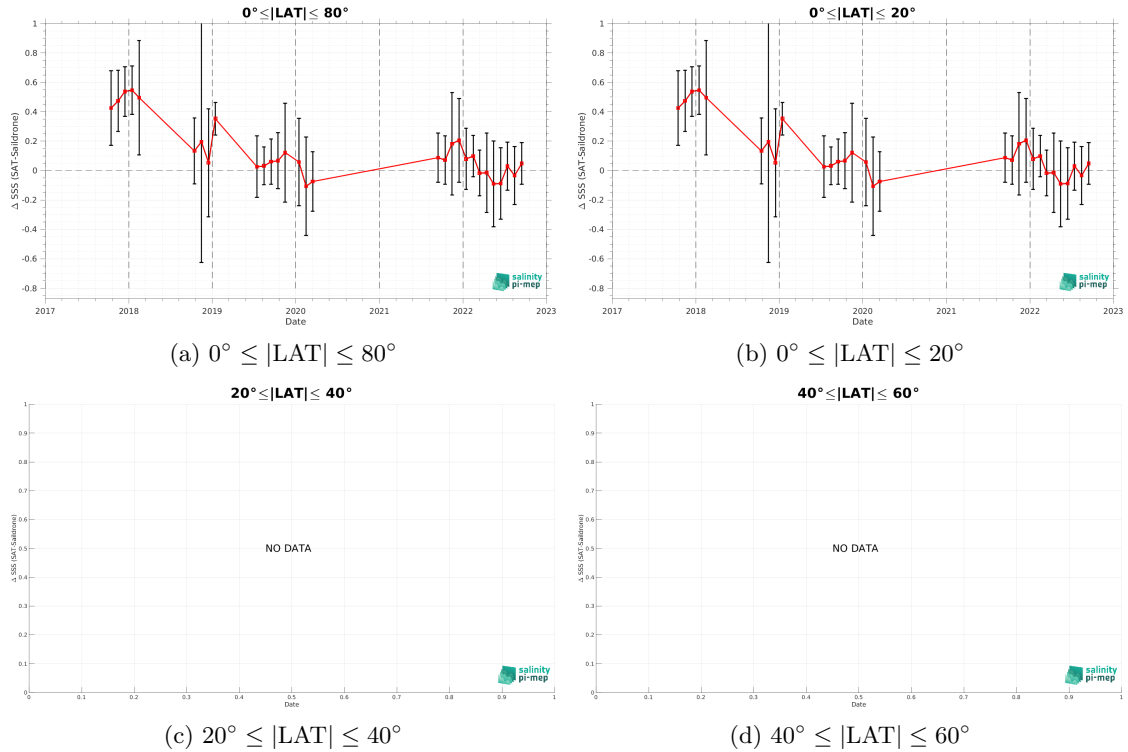 0°≤|LAT|≤ 80°
1
0.8
0.6
0.4
0.2
0
-0.2
-0.4
-0.6
-0.8
Δ SSS (SAT-Saildrone)
2017 2018 2019 2020 2021 2022 2023
Date
salinity
pi-mep
(a) 0° ≤ |LAT| ≤ 80°
0°≤|LAT|≤ 20°
1
0.8
0.6
0.4
0.2
0
-0.2
-0.4
-0.6
-0.8
Δ SSS (SAT-Saildrone)
2017 2018 2019 2020 2021 2022 2023
Date
salinity
pi-mep
(b) 0° ≤ |LAT| ≤ 20°
20°≤|LAT|≤ 40°
1
0.9
0.8
0.7
0.6
0.5
0.4
0.3
0.2
0.1
0
Δ SSS (SAT-Saildrone)
NO DATA
0 0.1 0.2 0.3 0.4 0.5 0.6 0.7 0.8 0.9 1
Date
salinity
pi-mep
(c) 20° ≤ |LAT| ≤ 40°
40°≤|LAT|≤ 60°
1
0.9
0.8
0.7
0.6
0.5
0.4
0.3
0.2
0.1
0
Δ SSS (SAT-Saildrone)
NO DATA
0 0.1 0.2 0.3 0.4 0.5 0.6 0.7 0.8 0.9 1
Date
salinity
pi-mep
(d) 40° ≤ |LAT| ≤ 60°